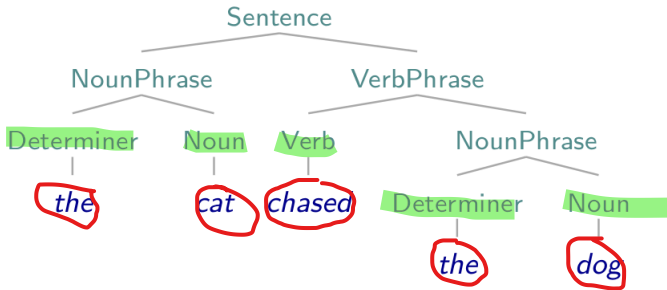 Sentence
NounPhrase VerbPhrase
Determiner Noun Verb NounPhrase
the cat chased Determiner Noun
the dog